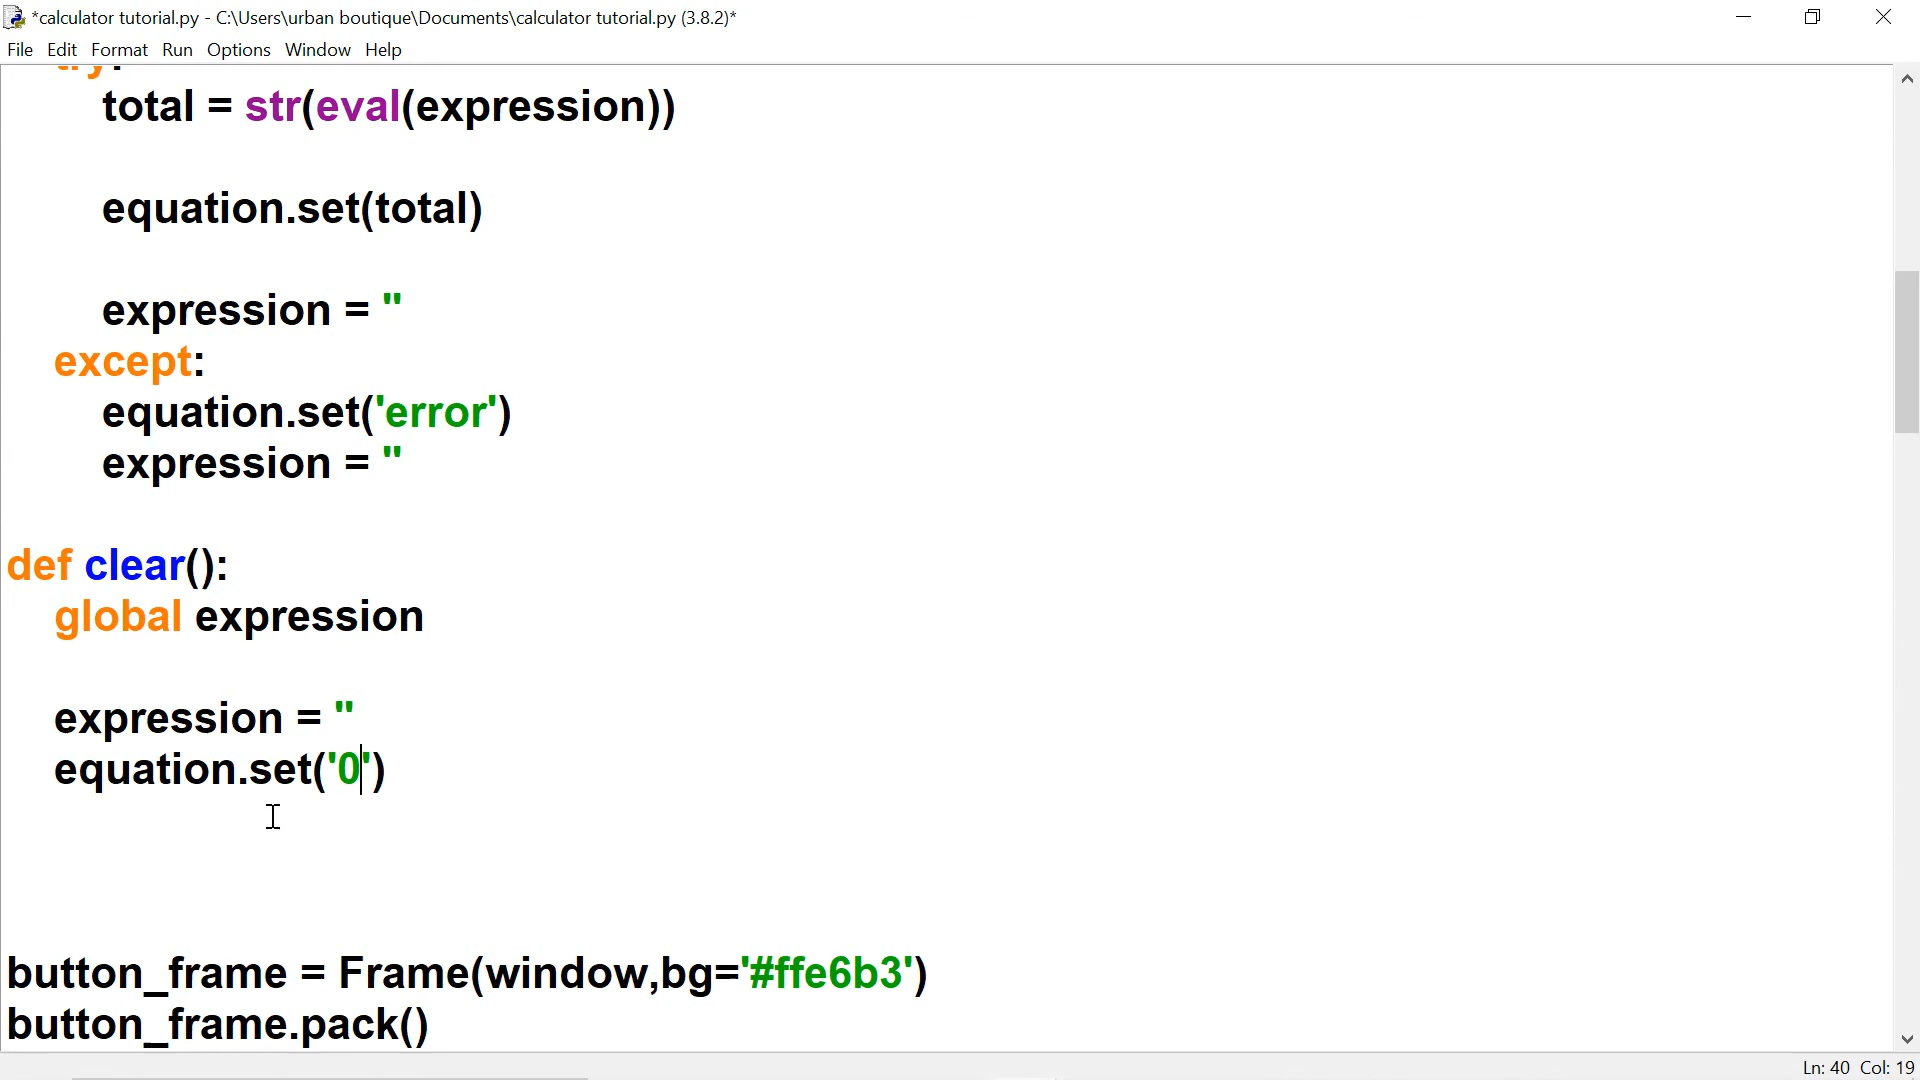 *calculator tutorial.py - C:\Users\urban boutique\Documents\calculator tutorial.py (3.8.2)*
File Edit Format Run Options Window Help
try:
total = str(eval(expression))
equation.set(total)
expression = ''
except:
equation.set('error')
expression = ''
def clear():
global expression
expression = ''
equation.set('0')
button_frame = Frame(window,bg='#ffe6b3')
button_frame.pack()
Ln: 40 Col: 19